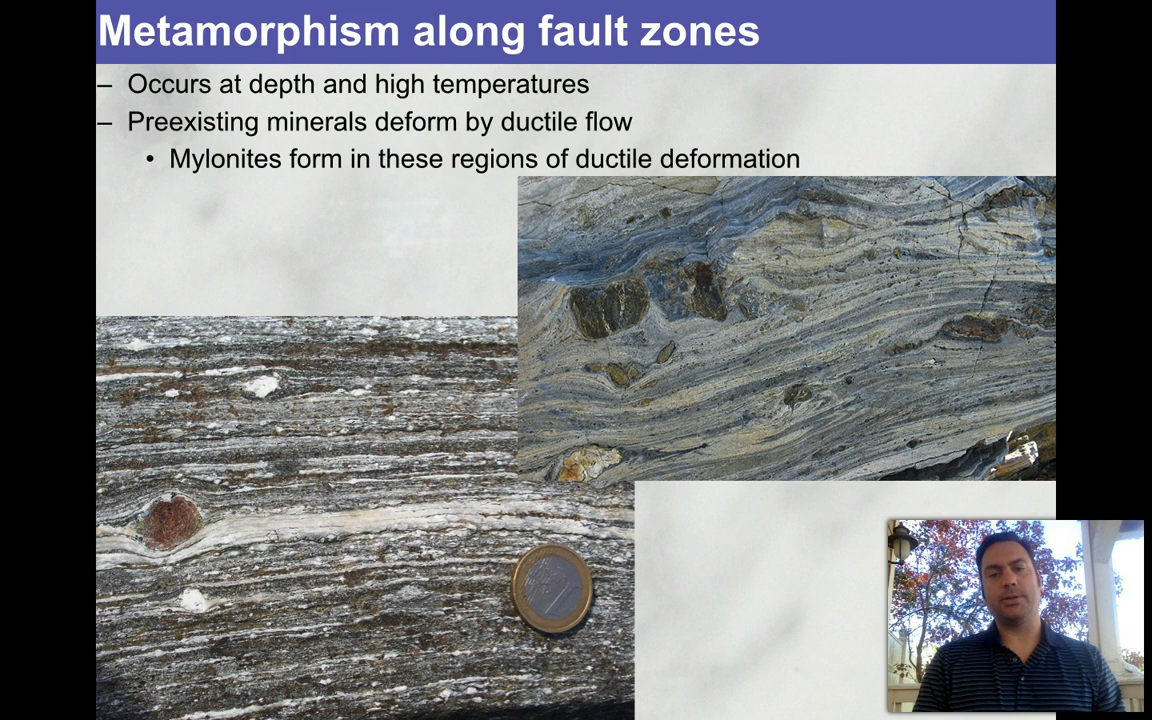 Metamorphism along fault zones
– Occurs at depth and high temperatures
– Preexisting minerals deform by ductile flow
• Mylonites form in these regions of ductile deformation